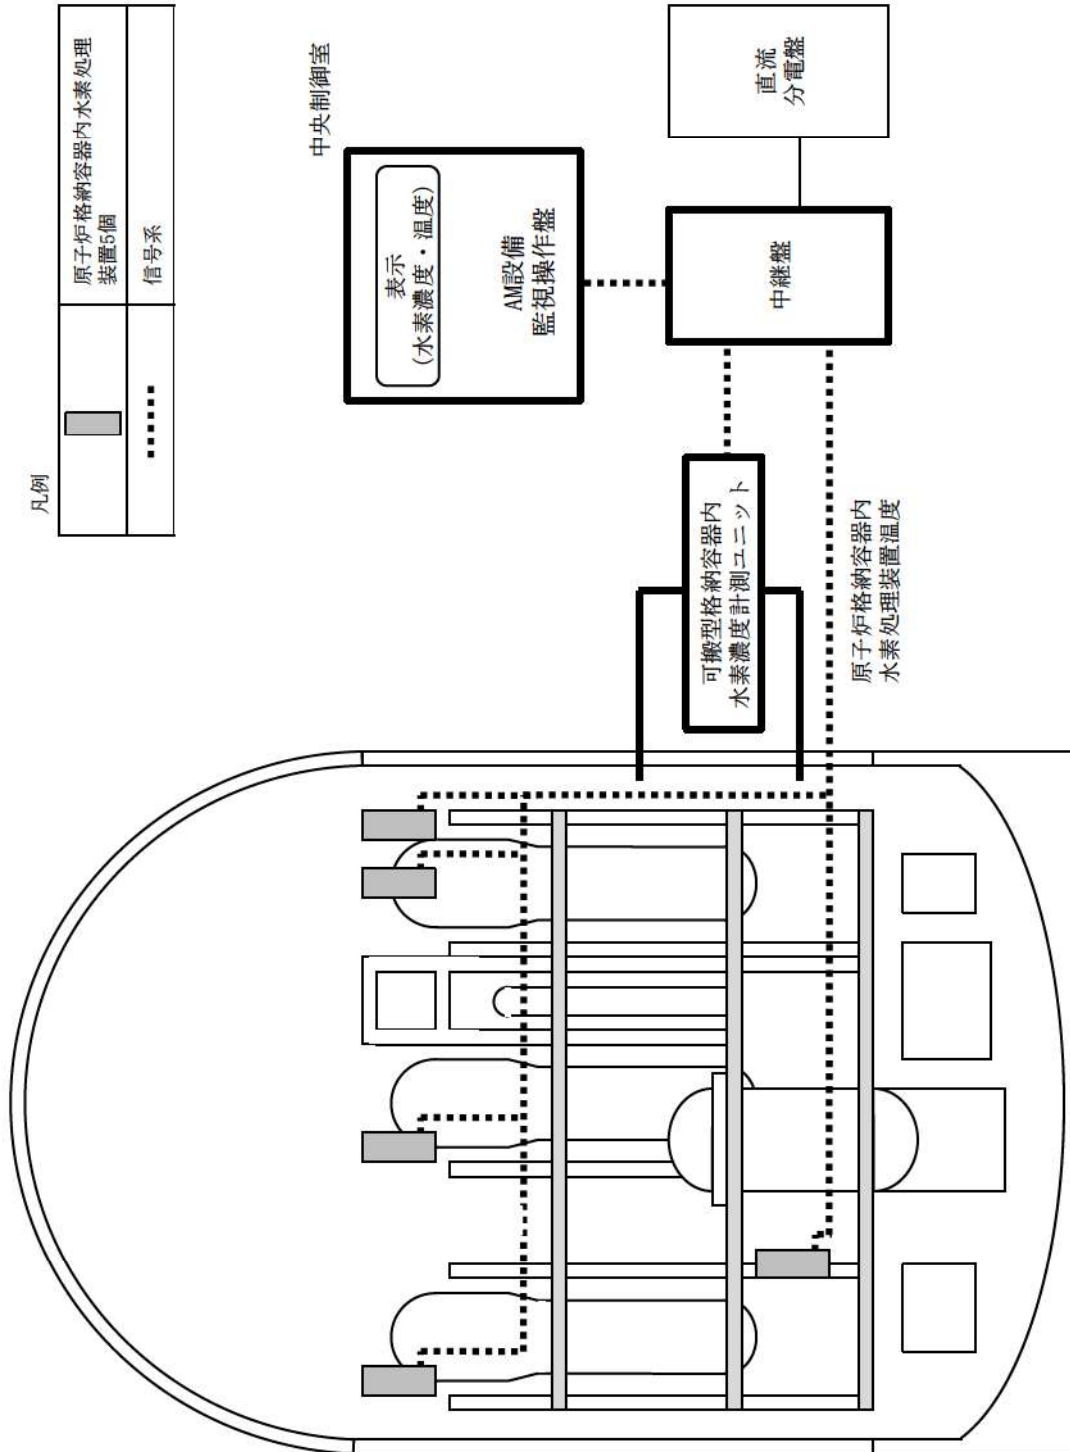 凡例
原子炉格納容器内水素処理
装置5個
信号系
中央制御室
表示
(水素濃度・温度)
AM設備
監視操作盤
直流
分電盤
中継盤
可搬型格納容器内
水素濃度計測ユニット
原子炉格納容器内
水素処理装置温度